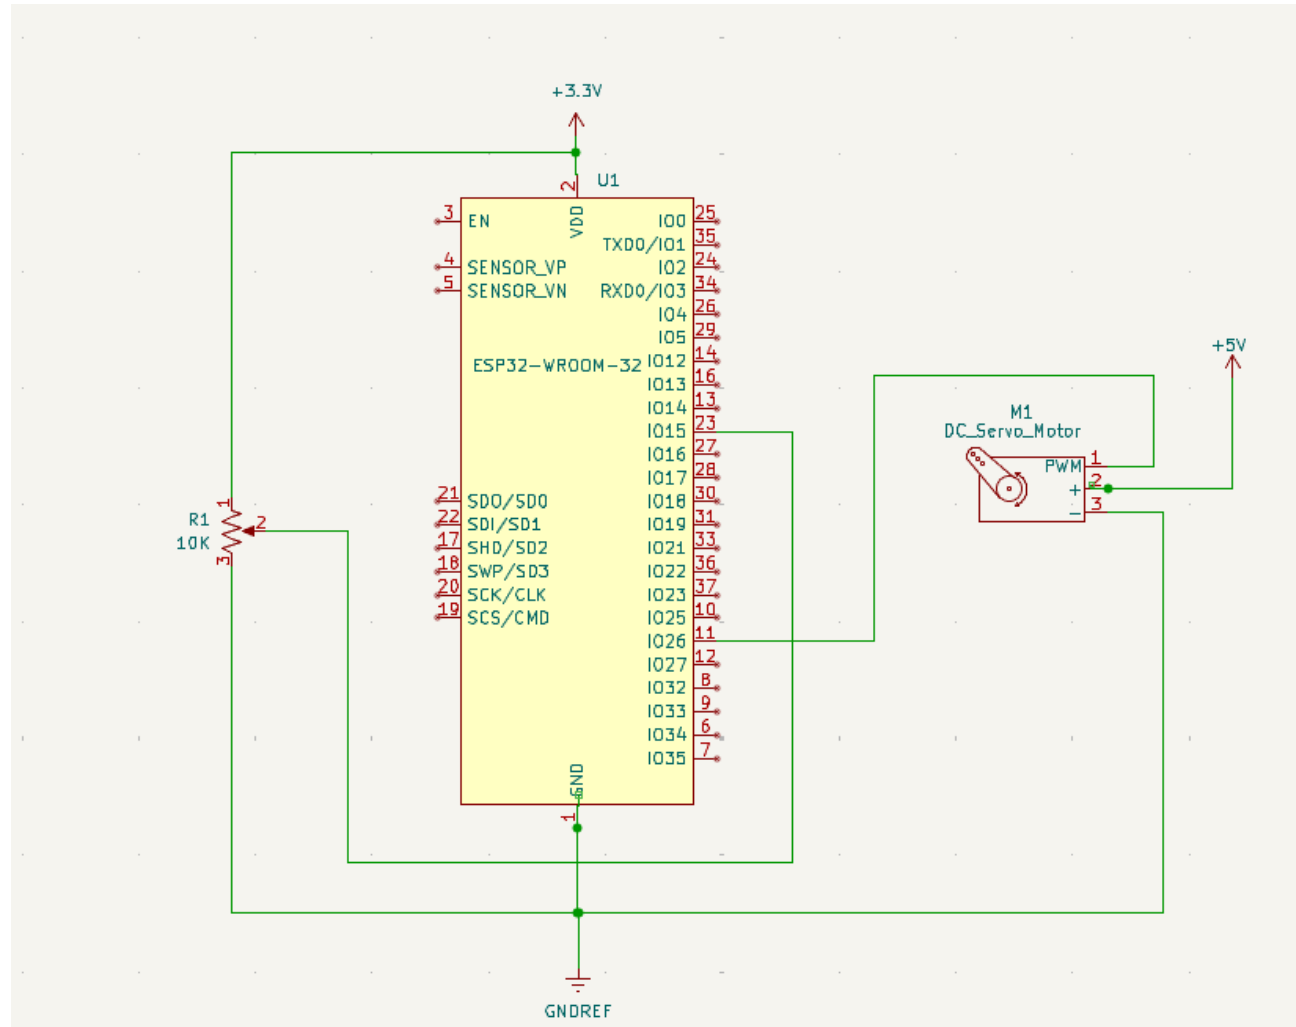 +3.3V
U1
2
VDD
3 EN
4 SENSOR_VP
5 SENSOR_VN
ESP32-WROOM-32
21 SDO/SD0
22 SDI/SD1
17 SHD/SD2
18 SWP/SD3
20 SCK/CLK
19 SCS/CMD
IO0 25
TXD0/IO1 35
IO2 24
RXD0/IO3 34
IO4 26
IO5 29
IO12 14
IO13 16
IO14 13
IO15 23
IO16 27
IO17 28
IO18 30
IO19 31
IO21 33
IO22 36
IO23 37
IO25 10
IO26 11
IO27 12
IO32 8
IO33 9
IO34 6
IO35 7
GND
1
R1
10K
1
2
3
+5V
M1
DC_Servo_Motor
PWM 1
+ 2
- 3
GNDREF